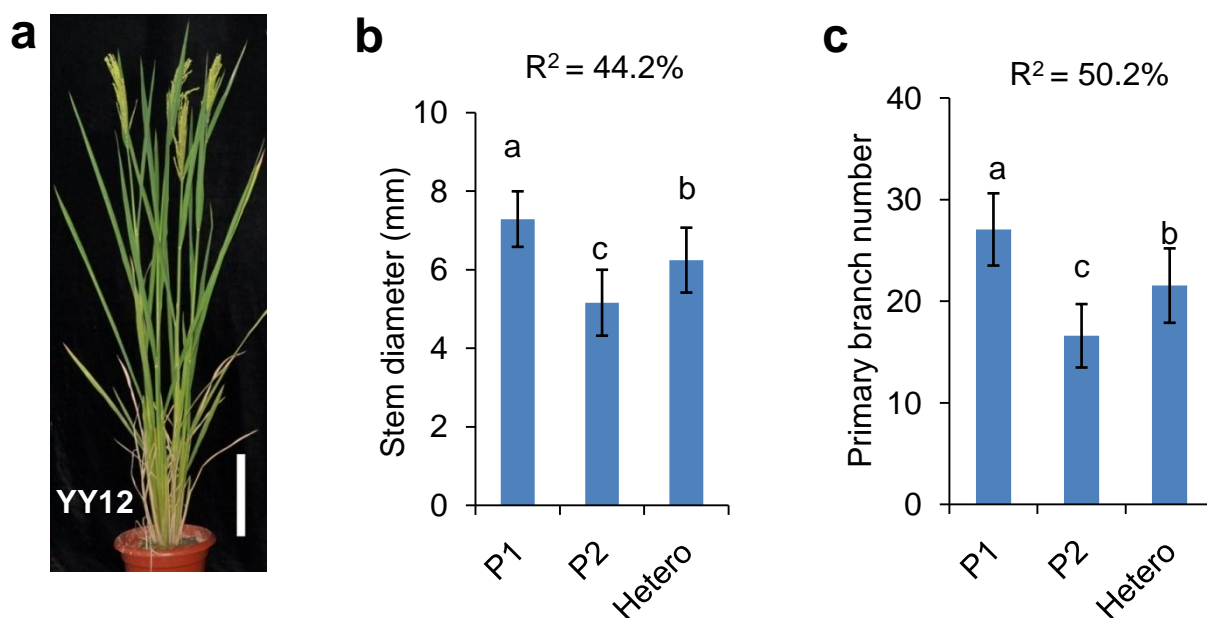 a
YY12
b
R² = 44.2%
Stem diameter (mm)
10
8
6
4
2
0
a
c
b
P1
P2
Hetero
c
R² = 50.2%
Primary branch number
40
30
20
10
0
a
c
b
P1
P2
Hetero